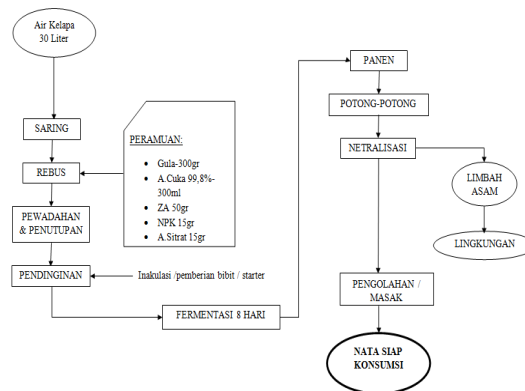 Air Kelapa
30 Liter
SARING
REBUS
PERAMUAN:
Gula-300gr
A.Cuka 99,8%-
300ml
ZA 50gr
NPK 15gr
A.Sitrat 15gr
PEWADAHAN
& PENUTUPAN
PENDINGINAN
Inakulasi /pemberian bibit / starter
FERMENTASI 8 HARI
PANEN
POTONG-POTONG
NETRALISASI
LIMBAH
ASAM
LINGKUNGAN
PENGOLAHAN /
MASAK
NATA SIAP
KONSUMSI